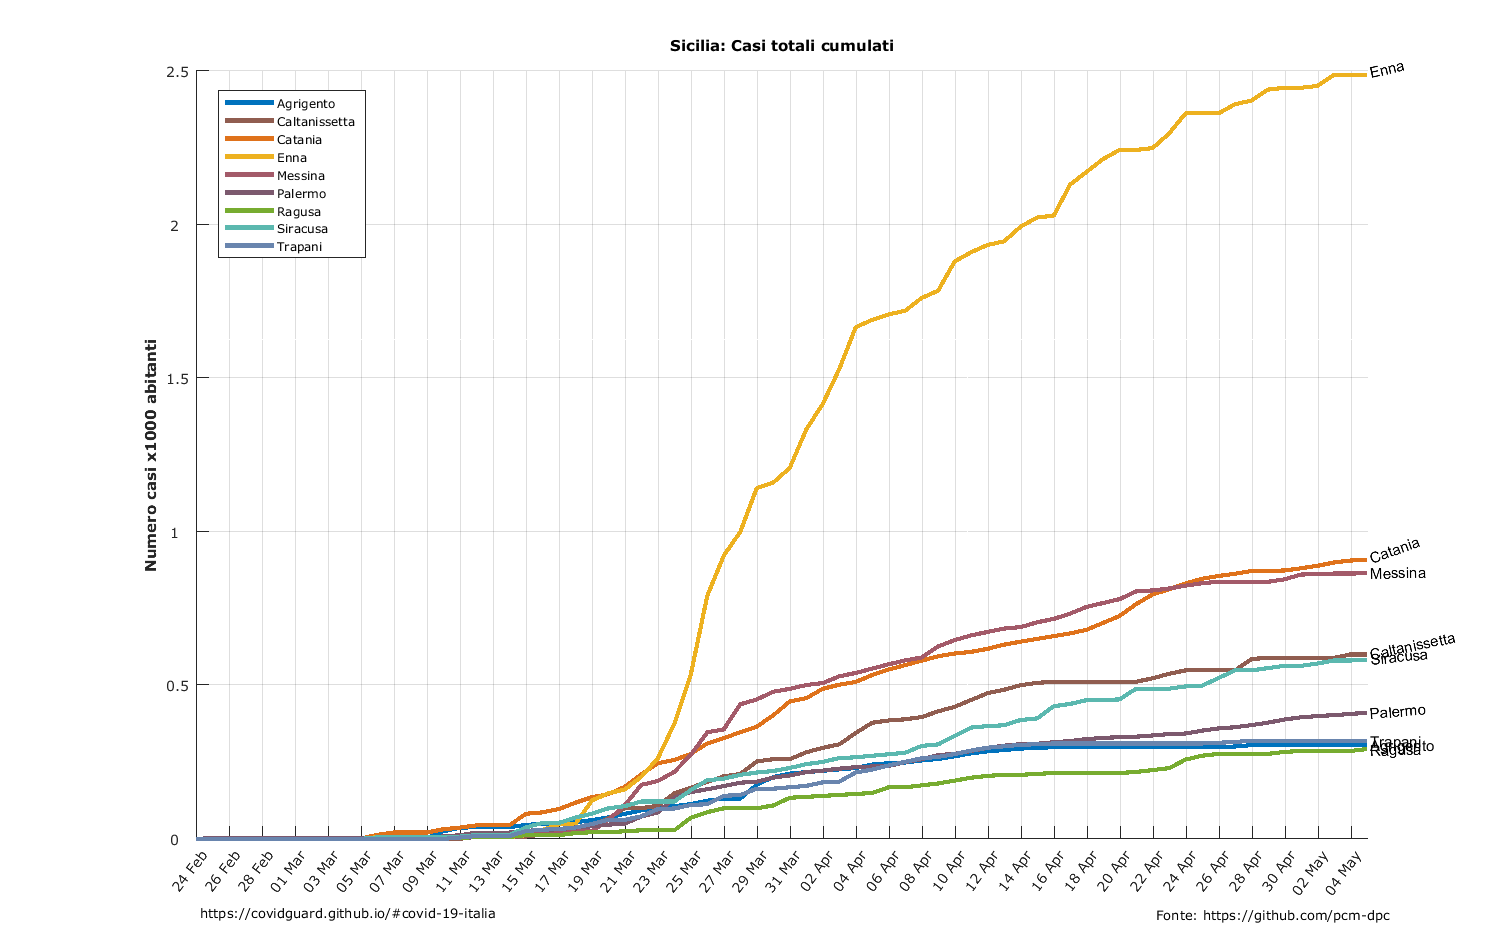 Sicilia: Casi totali cumulati
Numero casi x1000 abitanti
2.5
2
1.5
1
0.5
0
Agrigento
Caltanissetta
Catania
Enna
Messina
Palermo
Ragusa
Siracusa
Trapani
Enna
Catania
Messina
Caltanissetta
Siracusa
Palermo
Trapani
Agrigento
Ragusa
24 Feb
26 Feb
28 Feb
01 Mar
03 Mar
05 Mar
07 Mar
09 Mar
11 Mar
13 Mar
15 Mar
17 Mar
19 Mar
21 Mar
23 Mar
25 Mar
27 Mar
29 Mar
31 Mar
02 Apr
04 Apr
06 Apr
08 Apr
10 Apr
12 Apr
14 Apr
16 Apr
18 Apr
20 Apr
22 Apr
24 Apr
26 Apr
28 Apr
30 Apr
02 May
04 May
https://covidguard.github.io/#covid-19-italia
Fonte: https://github.com/pcm-dpc